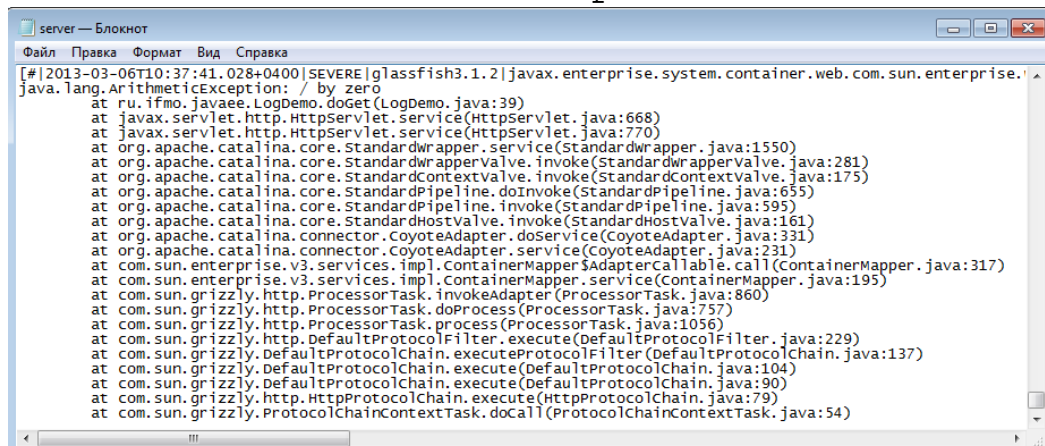 server — Блокнот
Файл Правка Формат Вид Справка
[#|2013-03-06T10:37:41.028+0400|SEVERE|glassfish3.1.2|javax.enterprise.system.container.web.com.sun.enterprise.
java.lang.ArithmeticException: / by zero
at ru.ifmo.javaee.LogDemo.doGet(LogDemo.java:39)
at javax.servlet.http.HttpServlet.service(HttpServlet.java:668)
at javax.servlet.http.HttpServlet.service(HttpServlet.java:770)
at org.apache.catalina.core.StandardWrapper.service(StandardWrapper.java:1550)
at org.apache.catalina.core.StandardWrapperValve.invoke(StandardWrapperValve.java:281)
at org.apache.catalina.core.StandardContextValve.invoke(StandardContextValve.java:175)
at org.apache.catalina.core.StandardPipeline.doInvoke(StandardPipeline.java:655)
at org.apache.catalina.core.StandardPipeline.invoke(StandardPipeline.java:595)
at org.apache.catalina.core.StandardHostValve.invoke(StandardHostValve.java:161)
at org.apache.catalina.connector.CoyoteAdapter.doService(CoyoteAdapter.java:331)
at org.apache.catalina.connector.CoyoteAdapter.service(CoyoteAdapter.java:231)
at com.sun.enterprise.v3.services.impl.ContainerMapper$AdapterCallable.call(ContainerMapper.java:317)
at com.sun.enterprise.v3.services.impl.ContainerMapper.service(ContainerMapper.java:195)
at com.sun.grizzly.http.ProcessorTask.invokeAdapter(ProcessorTask.java:860)
at com.sun.grizzly.http.ProcessorTask.doProcess(ProcessorTask.java:757)
at com.sun.grizzly.http.ProcessorTask.process(ProcessorTask.java:1056)
at com.sun.grizzly.http.DefaultProtocolFilter.execute(DefaultProtocolFilter.java:229)
at com.sun.grizzly.DefaultProtocolChain.executeProtocolFilter(DefaultProtocolChain.java:137)
at com.sun.grizzly.DefaultProtocolChain.execute(DefaultProtocolChain.java:104)
at com.sun.grizzly.DefaultProtocolChain.execute(DefaultProtocolChain.java:90)
at com.sun.grizzly.http.HttpProtocolChain.execute(HttpProtocolChain.java:79)
at com.sun.grizzly.ProtocolChainContextTask.doCall(ProtocolChainContextTask.java:54)